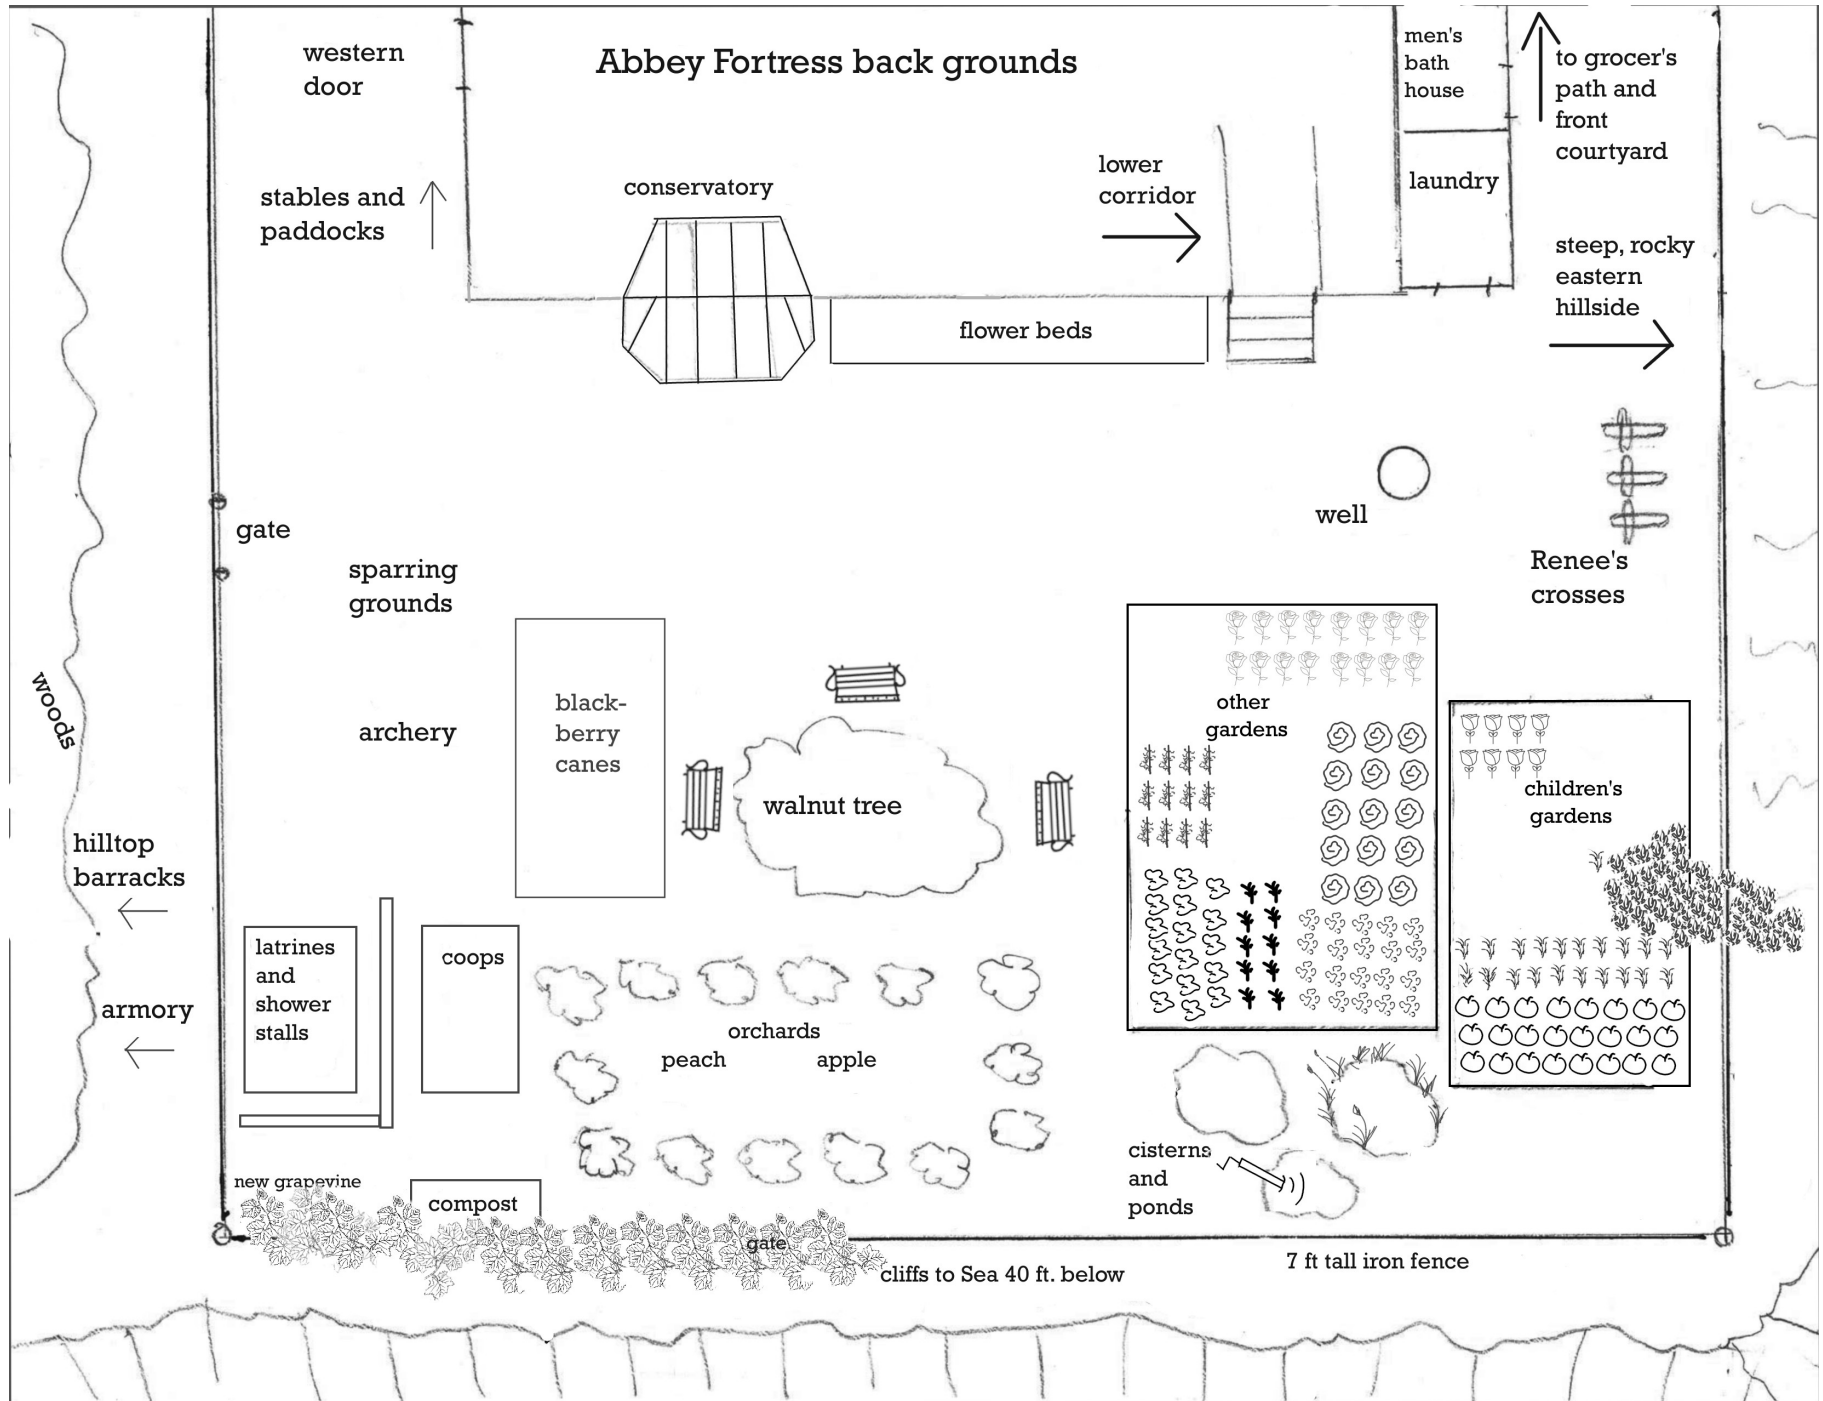 Abbey Fortress back grounds
western
door
men's
bath
house
to grocer's
path and
front
courtyard
stables and
paddocks
conservatory
lower
corridor
laundry
steep, rocky
eastern
hillside
flower beds
gate
well
sparring
grounds
Renee's
crosses
woods
archery
black-
berry
canes
walnut tree
other
gardens
children's
gardens
hilltop
barracks
latrines
and
shower
stalls
coops
armory
orchards
peach
apple
cisterns
and
ponds
new grapevine
compost
gate
cliffs to Sea 40 ft. below
7 ft tall iron fence